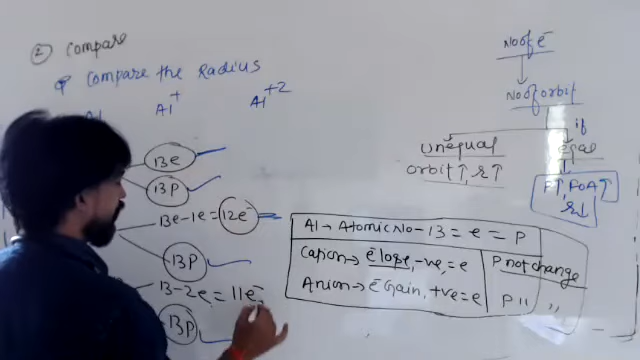 ② Compare
Compare the Radius
Al Al⁺ Al⁺²
13e
13P
13e-1e = 12e⁻
13P
13-2e = 11e⁻
13P
No of e⁻
No of orbit
if
unequal
orbit↑, r↑
P↑, FoA↑
r↓
Al → Atomic No - 13 = e = P
Cation → e⁻ lose, -ve, = e
P not change
Anion → e⁻ Gain, +ve = e
P " "